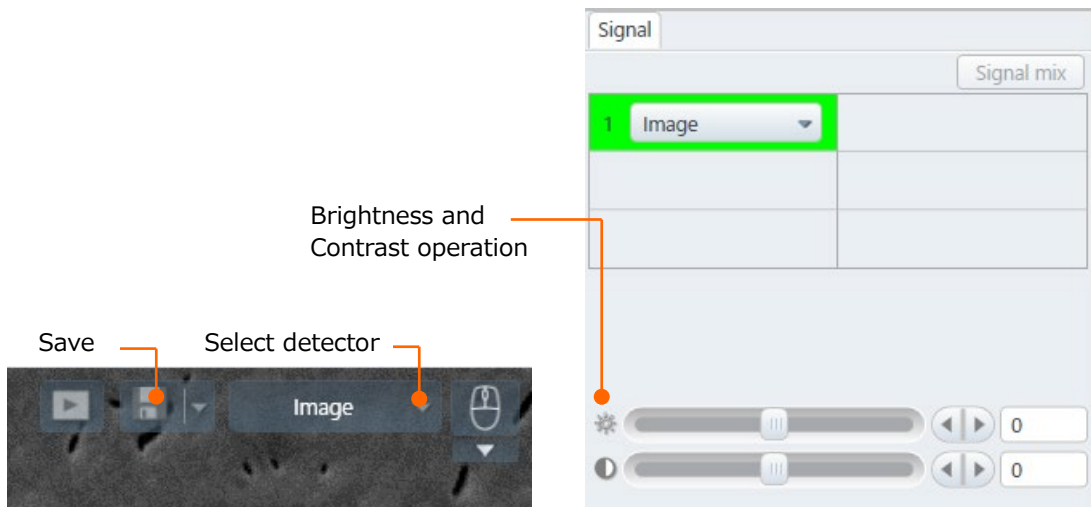 Signal
Signal mix
1 Image
Brightness and
Contrast operation
Save
Select detector
Image
0
0